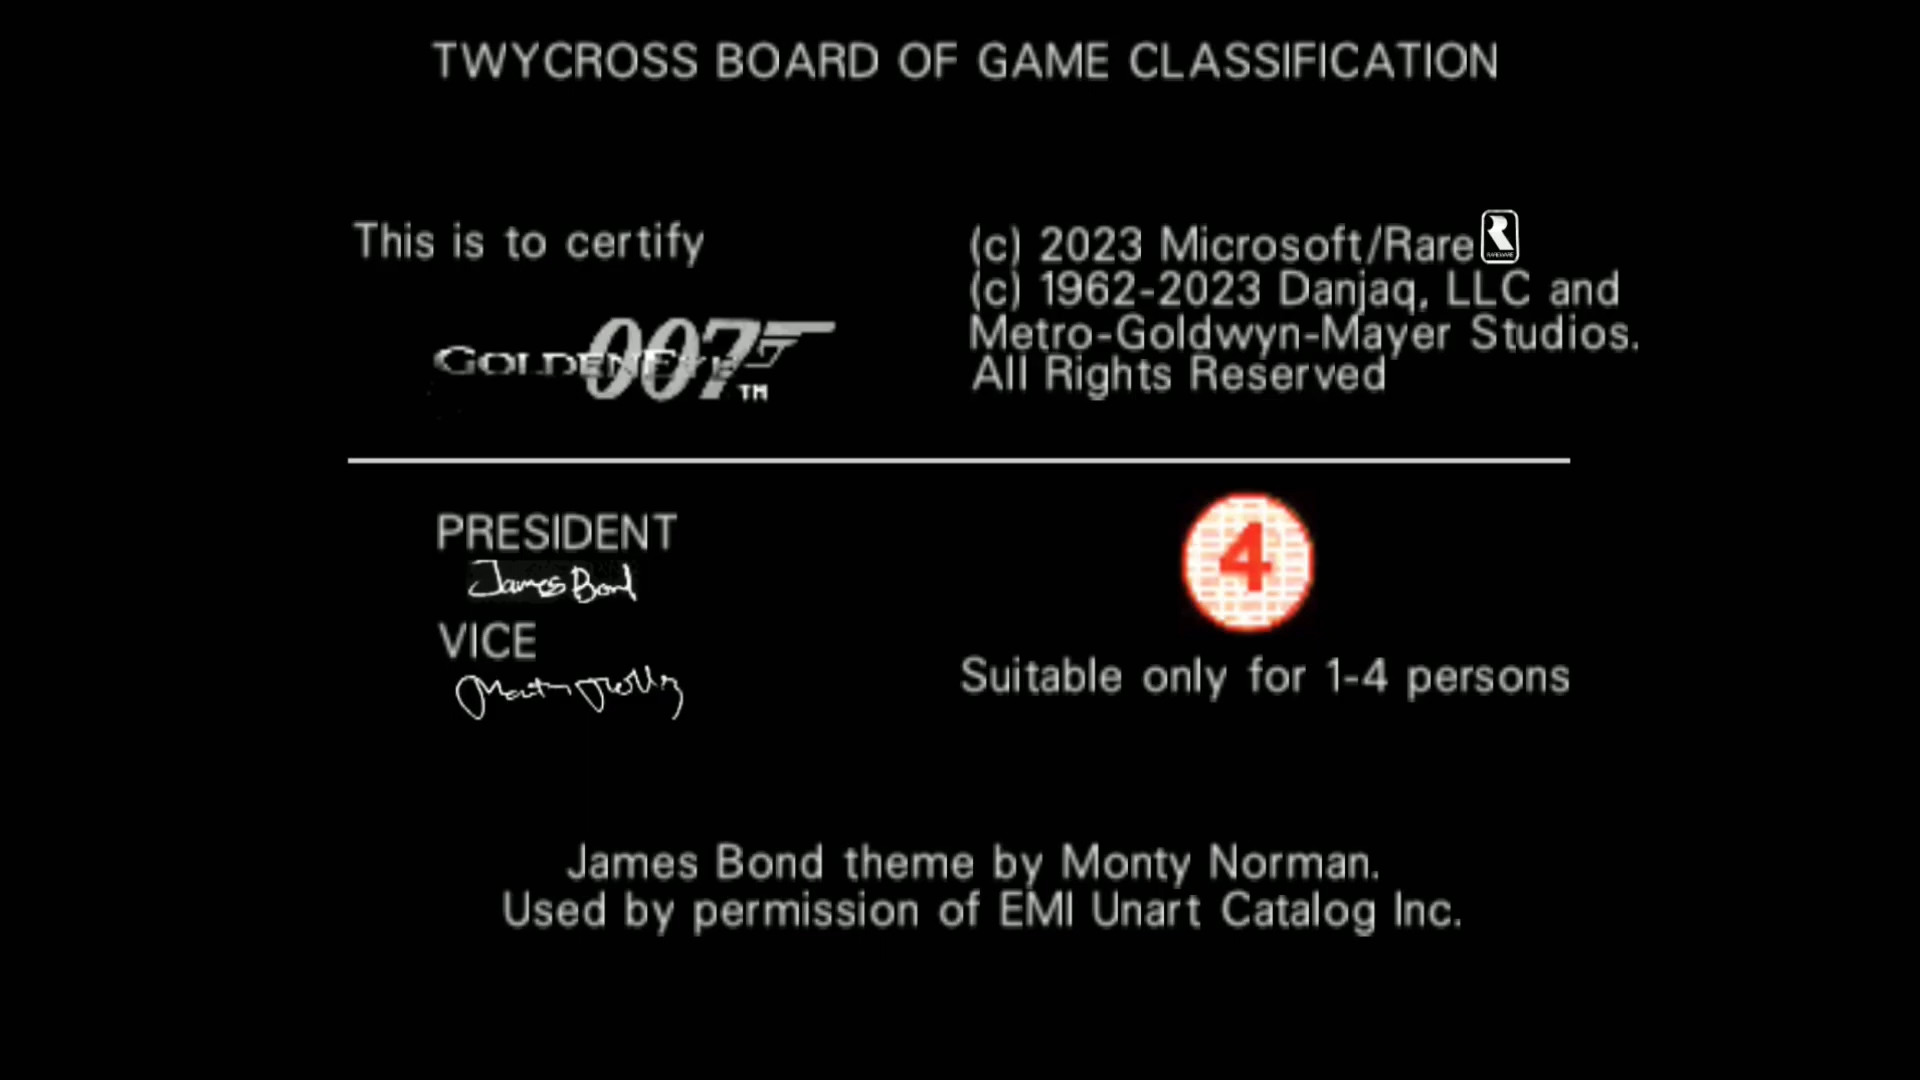 TWYCROSS BOARD OF GAME CLASSIFICATION
This is to certify
GOLDENEYE 007 TM
(c) 2023 Microsoft/Rare
(c) 1962-2023 Danjaq, LLC and
Metro-Goldwyn-Mayer Studios.
All Rights Reserved
PRESIDENT
James Bond
VICE
4
Suitable only for 1-4 persons
James Bond theme by Monty Norman.
Used by permission of EMI Unart Catalog Inc.